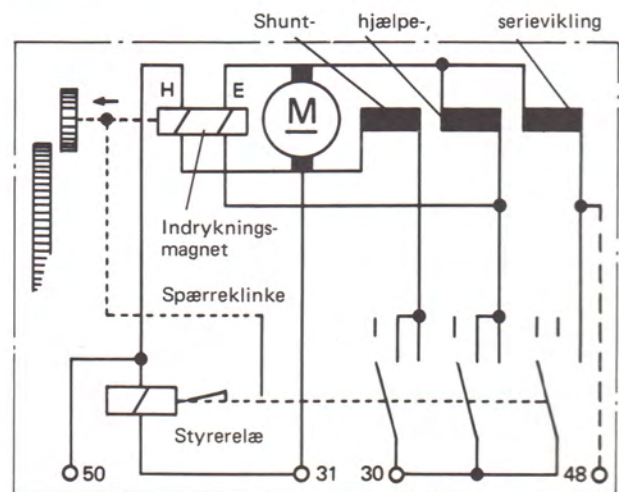 Shunt- hjælpe-, serievikling
H E
M
Indryknings-
magnet
Spærreklinke
I I I I
Styrerelæ
50 31 30 48